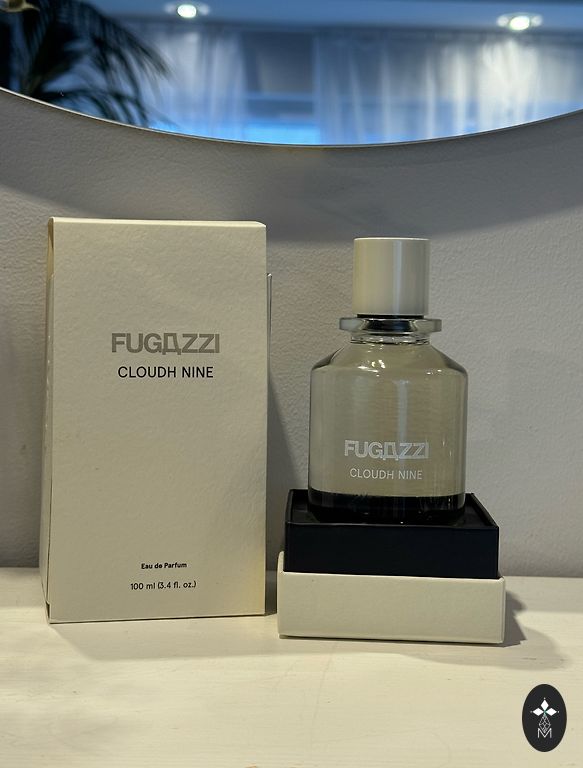 FUGAZZI
CLOUDH NINE
Eau de Parfum
100 ml (3.4 fl. oz.)
FUGAZZI
CLOUDH NINE
M